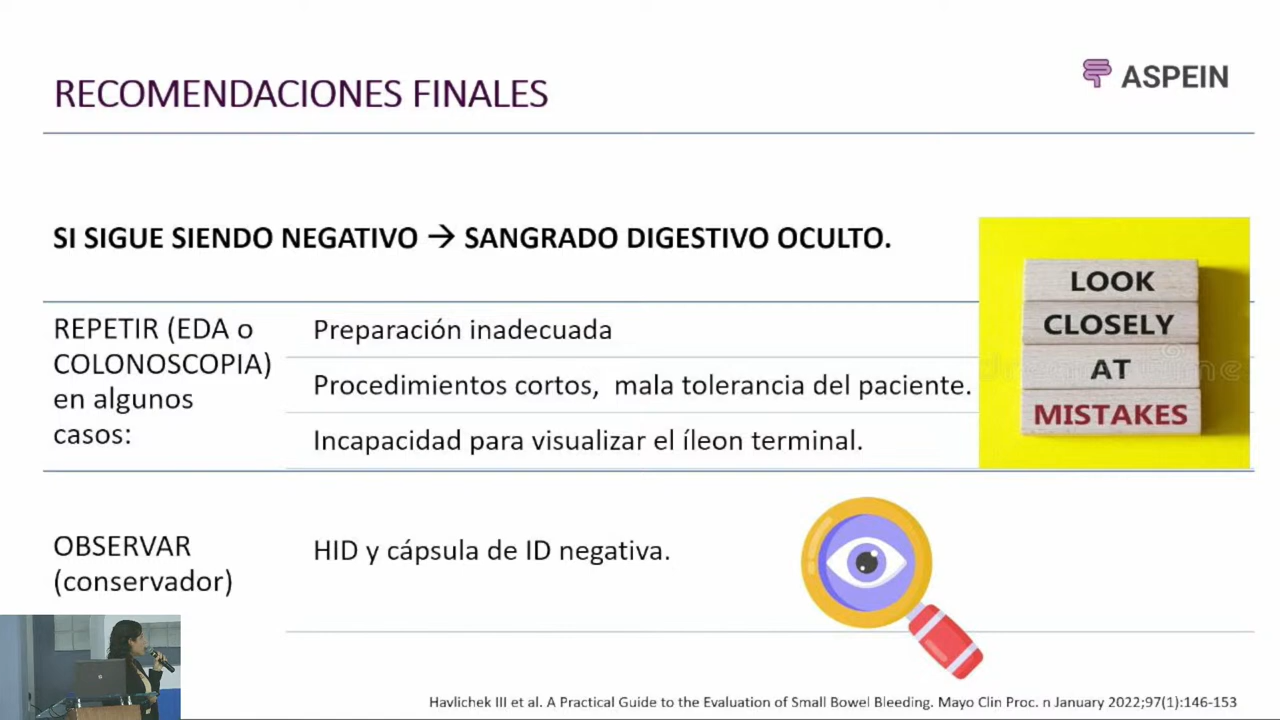 RECOMENDACIONES FINALES
ASPEIN
SI SIGUE SIENDO NEGATIVO → SANGRADO DIGESTIVO OCULTO.
REPETIR (EDA o
COLONOSCOPIA)
en algunos
casos:
Preparación inadecuada
Procedimientos cortos, mala tolerancia del paciente.
Incapacidad para visualizar el íleon terminal.
LOOK
CLOSELY
AT
MISTAKES
OBSERVAR
(conservador)
HID y cápsula de ID negativa.
Havlichek III et al. A Practical Guide to the Evaluation of Small Bowel Bleeding. Mayo Clin Proc. n January 2022;97(1):146-153